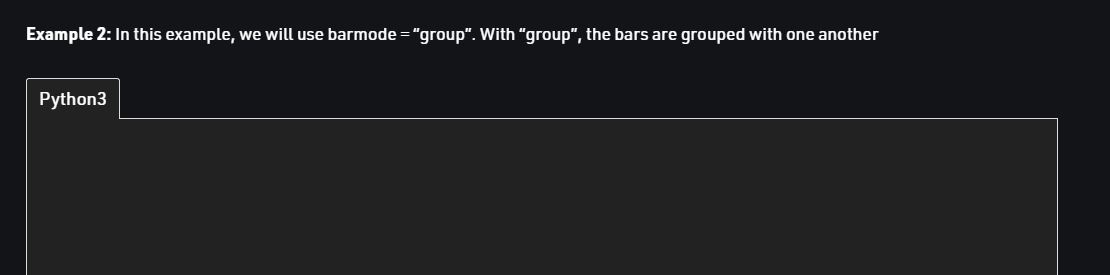 Example 2: In this example, we will use barmode = “group”. With “group”, the bars are grouped with one another
Python3